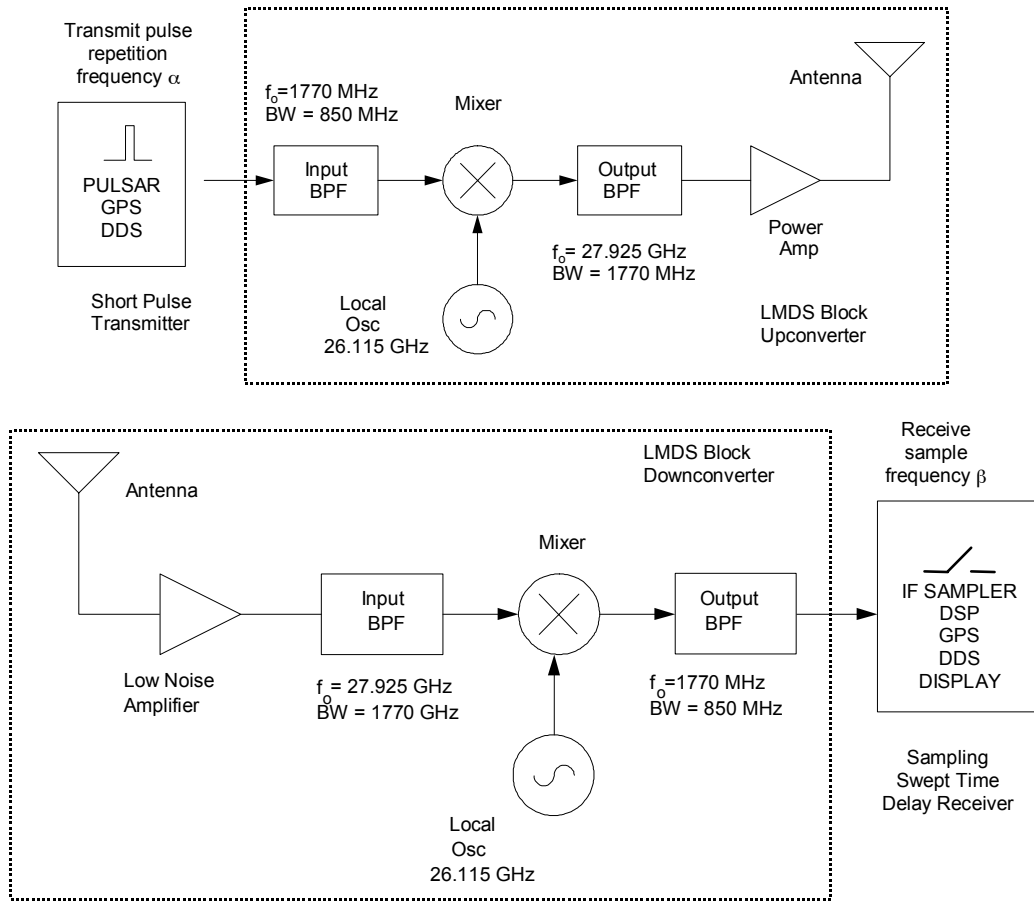 Transmit pulse
repetition
frequency α
PULSAR
GPS
DDS
Short Pulse
Transmitter
fo=1770 MHz
BW = 850 MHz
Input
BPF
Mixer
Local
Osc
26.115 GHz
Output
BPF
fo= 27.925 GHz
BW = 1770 MHz
Power
Amp
Antenna
LMDS Block
Upconverter
Antenna
Low Noise
Amplifier
Input
BPF
fo = 27.925 GHz
BW = 1770 GHz
Mixer
Local
Osc
26.115 GHz
Output
BPF
fo=1770 MHz
BW = 850 MHz
LMDS Block
Downconverter
Receive
sample
frequency β
IF SAMPLER
DSP
GPS
DDS
DISPLAY
Sampling
Swept Time
Delay Receiver